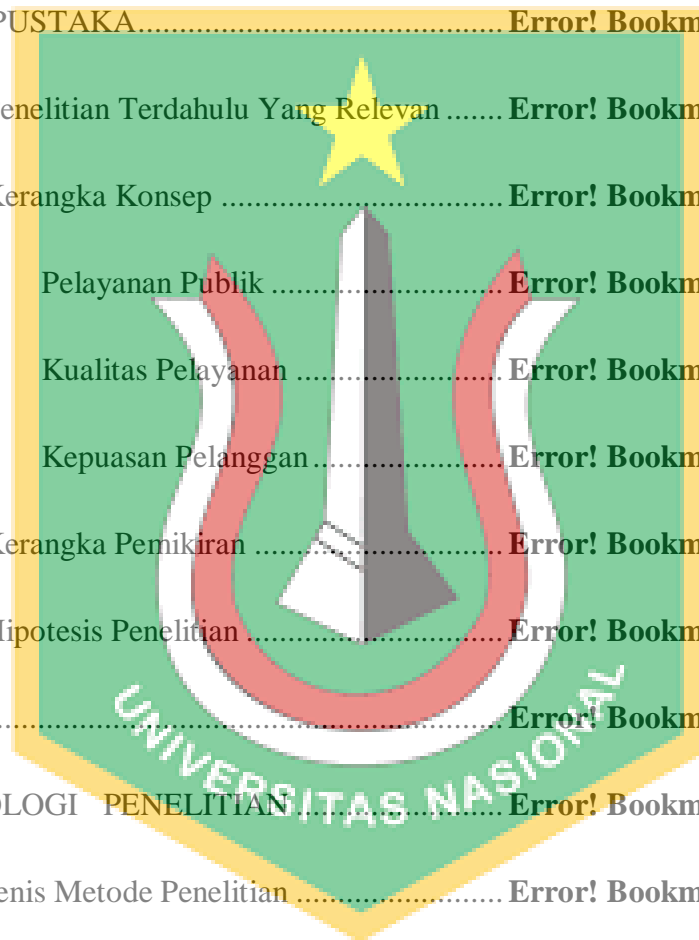 PUSTAKA.......................................... Error! Bookm
enelitian Terdahulu Yang Relevan ....... Error! Bookm
Kerangka Konsep ................................. Error! Bookm
Pelayanan Publik ........................... Error! Bookm
Kualitas Pelayanan ........................ Error! Bookm
Kepuasan Pelanggan ...................... Error! Bookm
Kerangka Pemikiran ............................. Error! Bookm
Hipotesis Penelitian .............................. Error! Bookm
.................................................. Error! Bookm
OLOGI PENELITIAN ........................ Error! Bookm
enis Metode Penelitian ........................ Error! Bookm
UNIVERSITAS NASIONAL